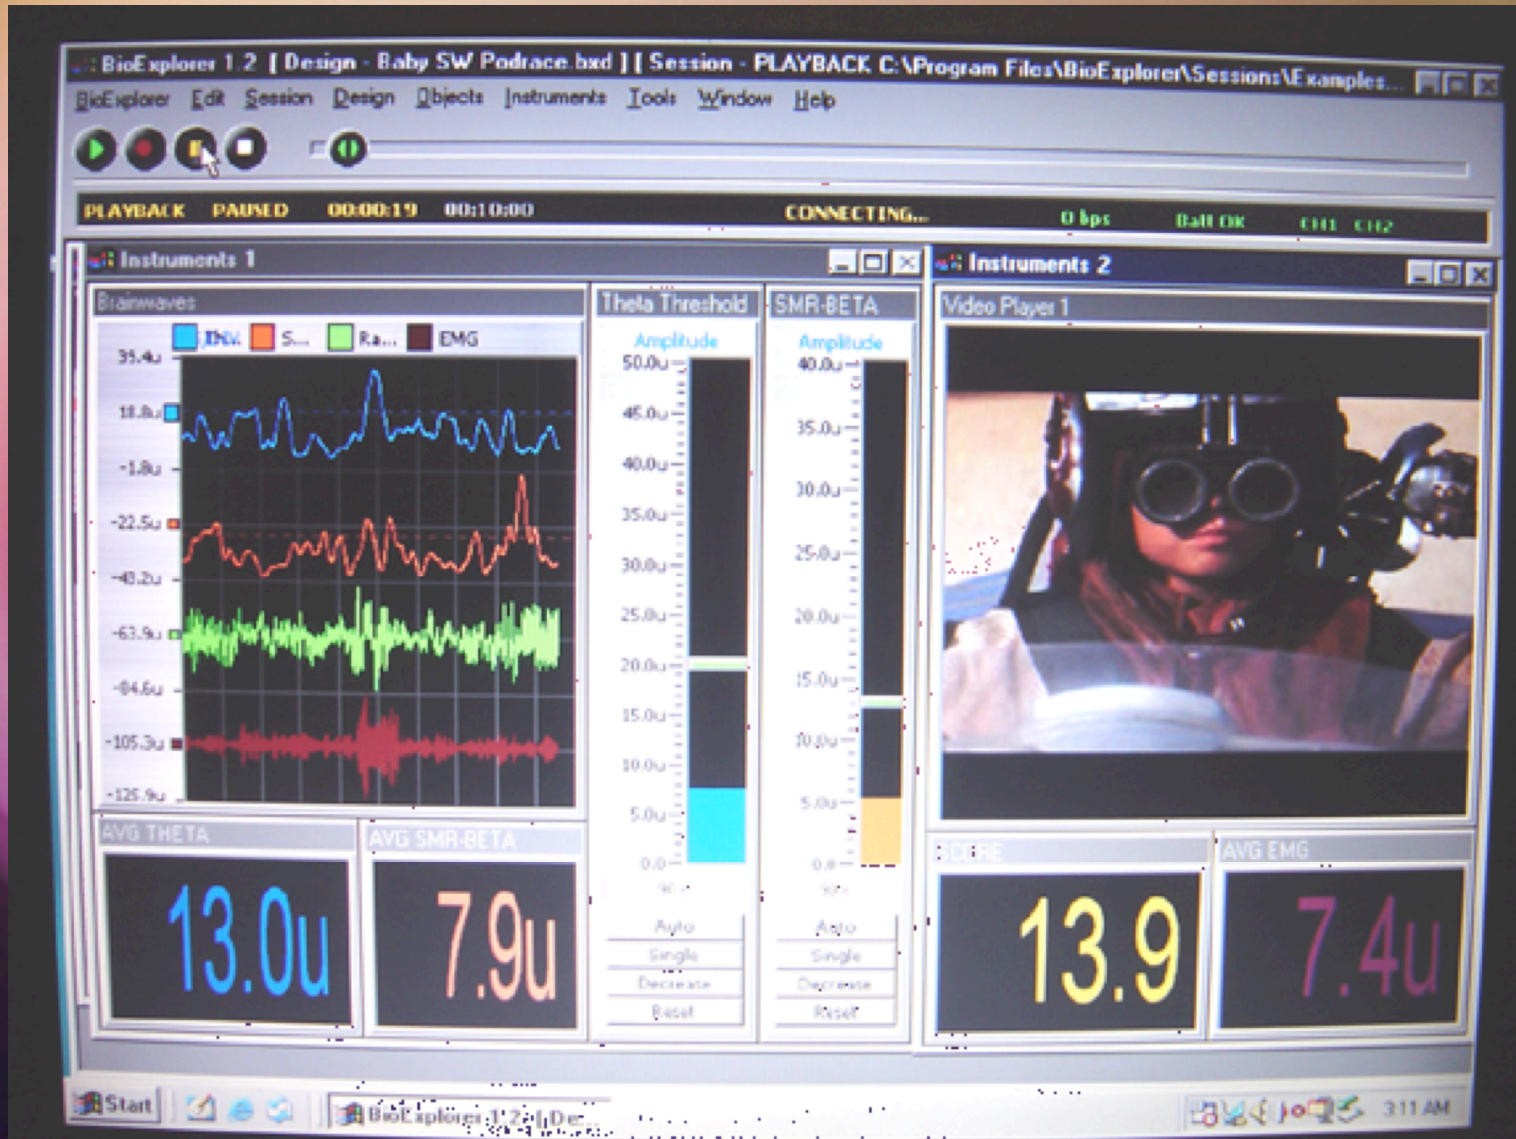 BioExplorer 1.2 [ Design - Baby SW Podrace.bxd ] [ Session - PLAYBACK C:\Program Files\BioExplorer\Sessions\Examples...
BioExplorer Edit Session Design Objects Instruments Tools Window Help
PLAYBACK PAUSED 00:00:19 00:10:00 CONNECTING... 0 bps Batt OK CH1 CH2
Instruments 1
Instruments 2
Brainwaves
Theta Threshold
SMR-BETA
Video Player 1
S... Ra... EMG
39.4u
18.8u
-1.8u
-22.5u
-43.2u
-63.9u
-84.6u
-105.3u
-125.9u
Amplitude
50.0u
45.0u
40.0u
35.0u
30.0u
25.0u
20.0u
15.0u
10.0u
5.0u
0.0
Auto
Single
Decrease
Reset
Amplitude
40.0u
35.0u
30.0u
25.0u
20.0u
15.0u
10.0u
5.0u
0.0
Auto
Single
Decrease
Reset
AVG THETA
13.0u
AVG SMR-BETA
7.9u
SCORE
13.9
AVG EMG
7.4u
Start
BioExplorer 1.2 [ De...
3:11 AM